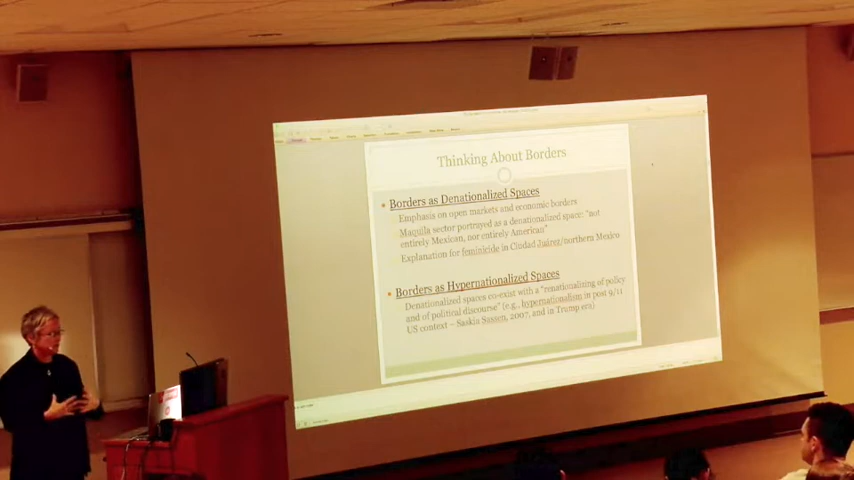 Thinking About Borders
Borders as Denationalized Spaces
Emphasis on open markets and economic borders
Maquila sector portrayed as a denationalized space: "not
entirely Mexican, nor entirely American"
Explanation for feminicide in Ciudad Juárez/northern Mexico
Borders as Hypernationalized Spaces
Denationalized spaces co-exist with a "renationalizing of policy
and of political discourse" (e.g., hypernationalism in post 9/11
US context – Saskia Sassen, 2007, and in Trump era)